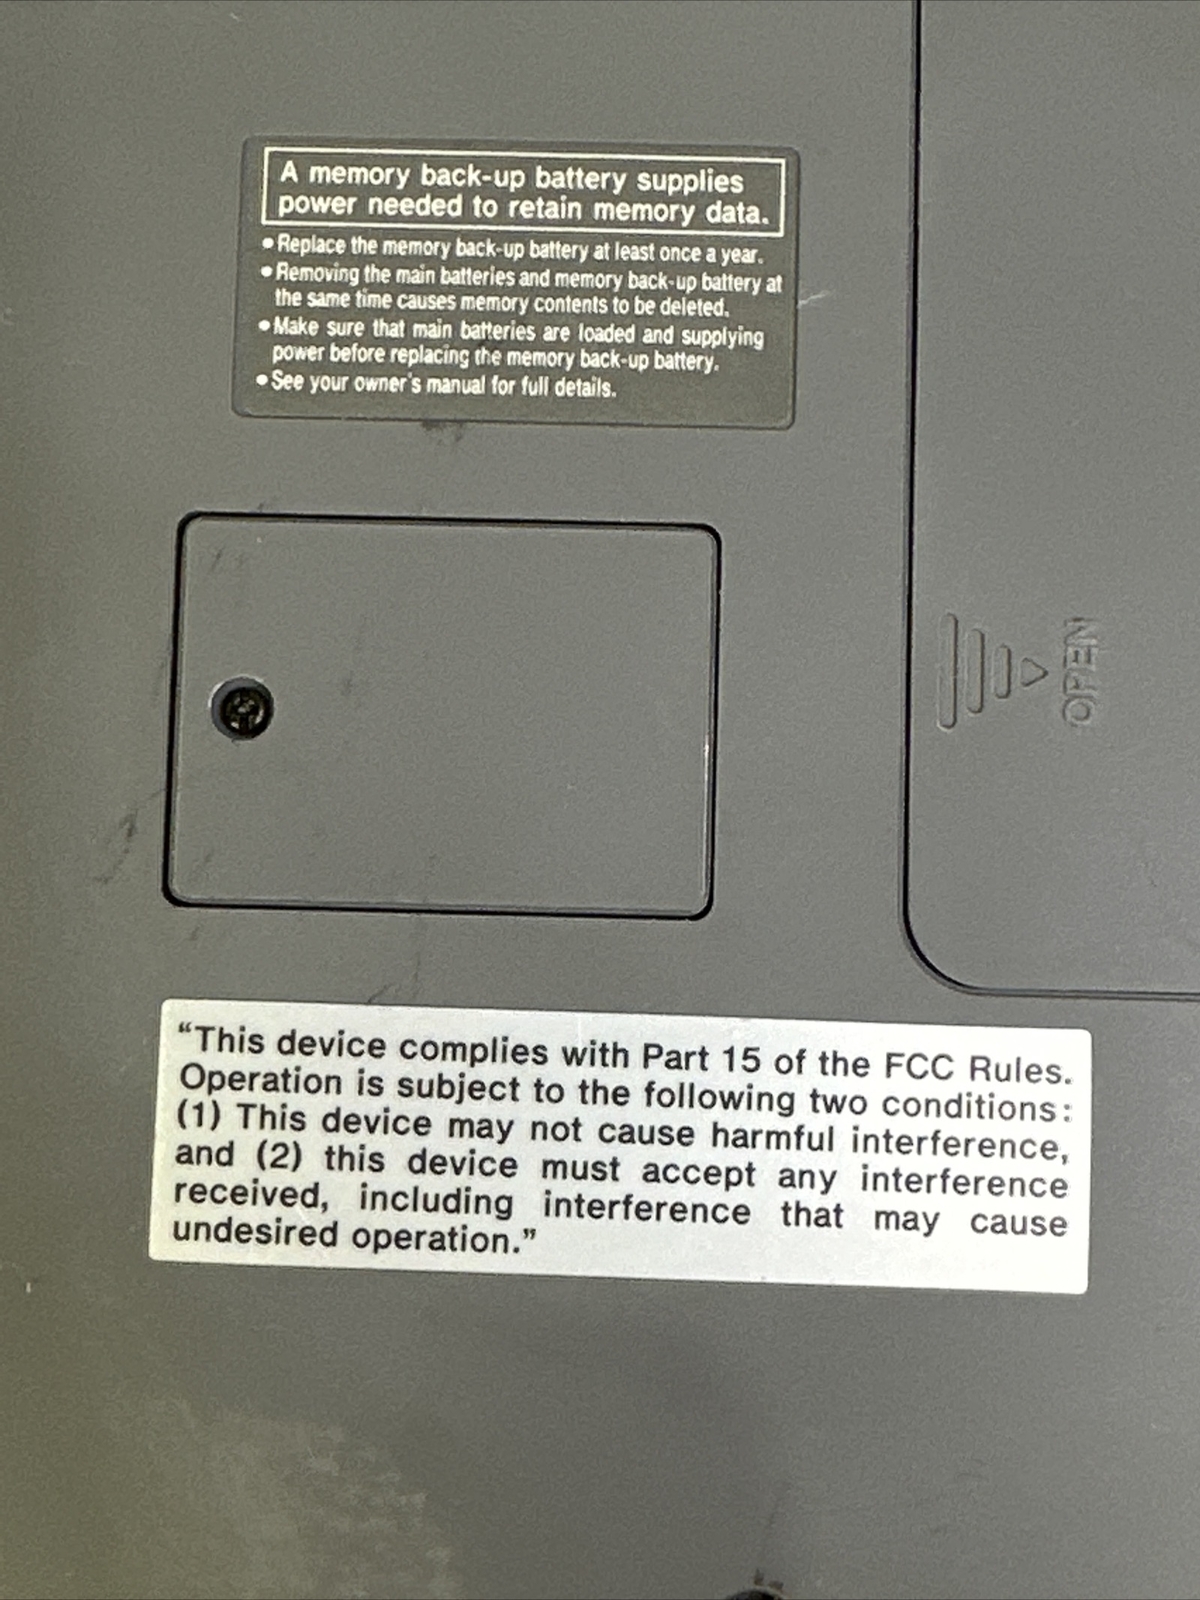 A memory back-up battery supplies
power needed to retain memory data.
•Replace the memory back-up battery at least once a year.
•Removing the main batteries and memory back-up battery at
the same time causes memory contents to be deleted.
•Make sure that main batteries are loaded and supplying
power before replacing the memory back-up battery.
•See your owner's manual for full details.
OPEN
“This device complies with Part 15 of the FCC Rules.
Operation is subject to the following two conditions:
(1) This device may not cause harmful interference,
and (2) this device must accept any interference
received, including interference that may cause
undesired operation.”